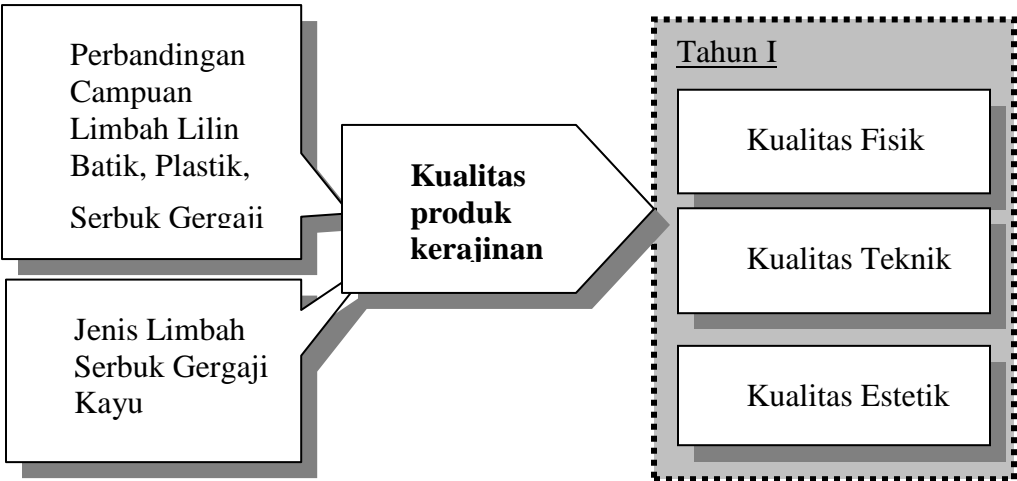 Perbandingan
Campuan
Limbah Lilin
Batik, Plastik,
Serbuk Gergaji
Jenis Limbah
Serbuk Gergaji
Kayu
Kualitas
produk
kerajinan
Tahun I
Kualitas Fisik
Kualitas Teknik
Kualitas Estetik